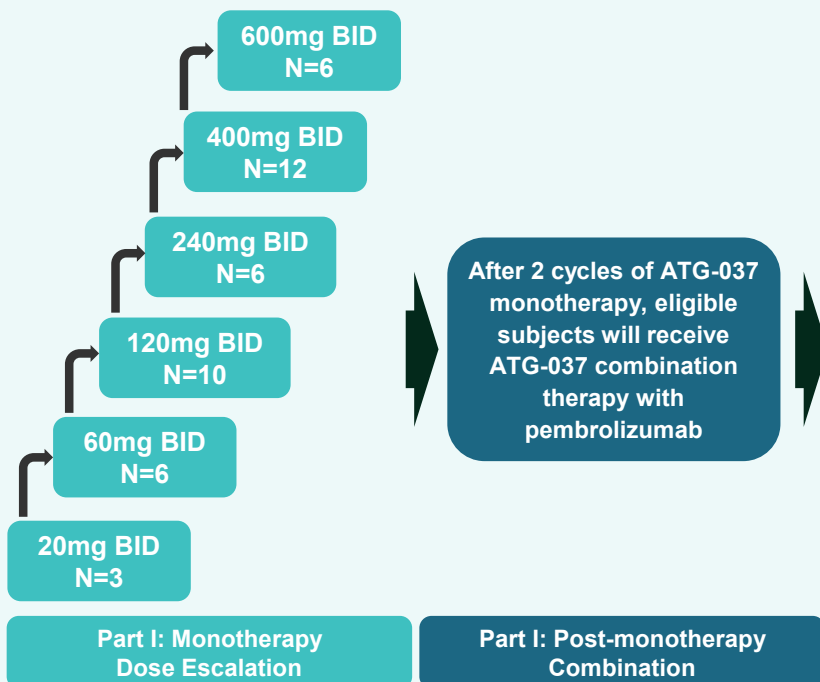 600mg BID
N=6
400mg BID
N=12
240mg BID
N=6
120mg BID
N=10
60mg BID
N=6
20mg BID
N=3
After 2 cycles of ATG-037
monotherapy, eligible
subjects will receive
ATG-037 combination
therapy with
pembrolizumab
Part I: Monotherapy
Dose Escalation
Part I: Post-monotherapy
Combination